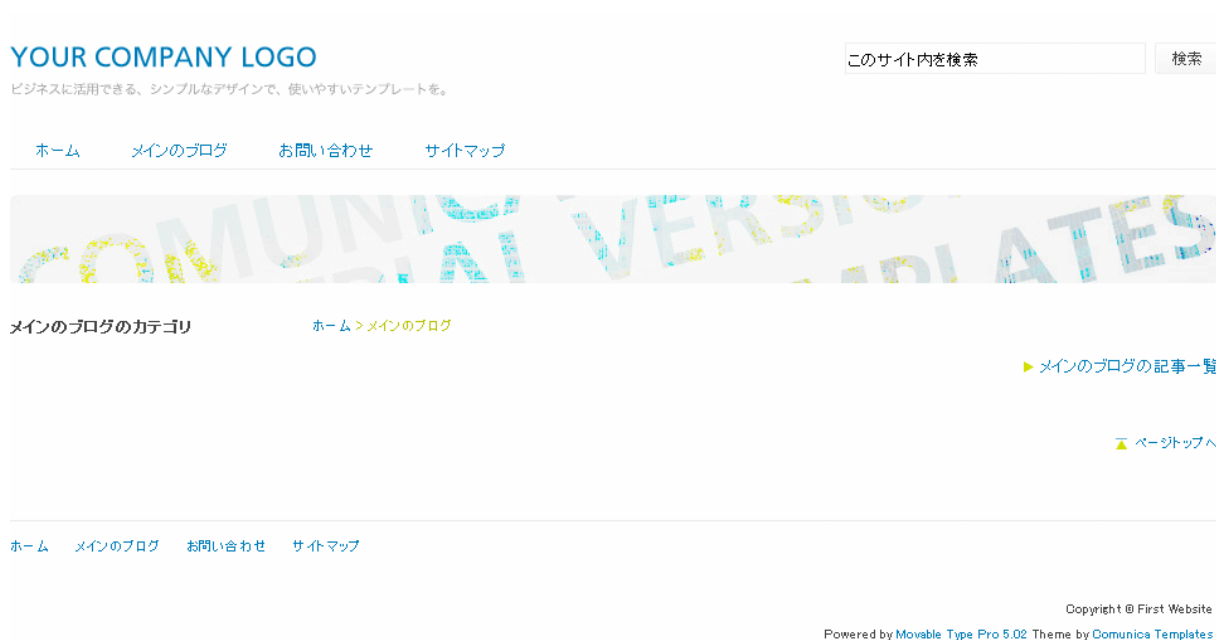 YOUR COMPANY LOGO
このサイト内を検索 検索
ビジネスに活用できる、シンプルなデザインで、使いやすいテンプレートを。
ホーム メインのブログ お問い合わせ サイトマップ
COMUNIC VERSIO
RIAL TEMPLATES
メインのブログのカテゴリ ホーム > メインのブログ
メインのブログの記事一覧
ページトップへ
ホーム メインのブログ お問い合わせ サイトマップ
Copyright © First Website
Powered by Movable Type Pro 5.02 Theme by Comunica Templates